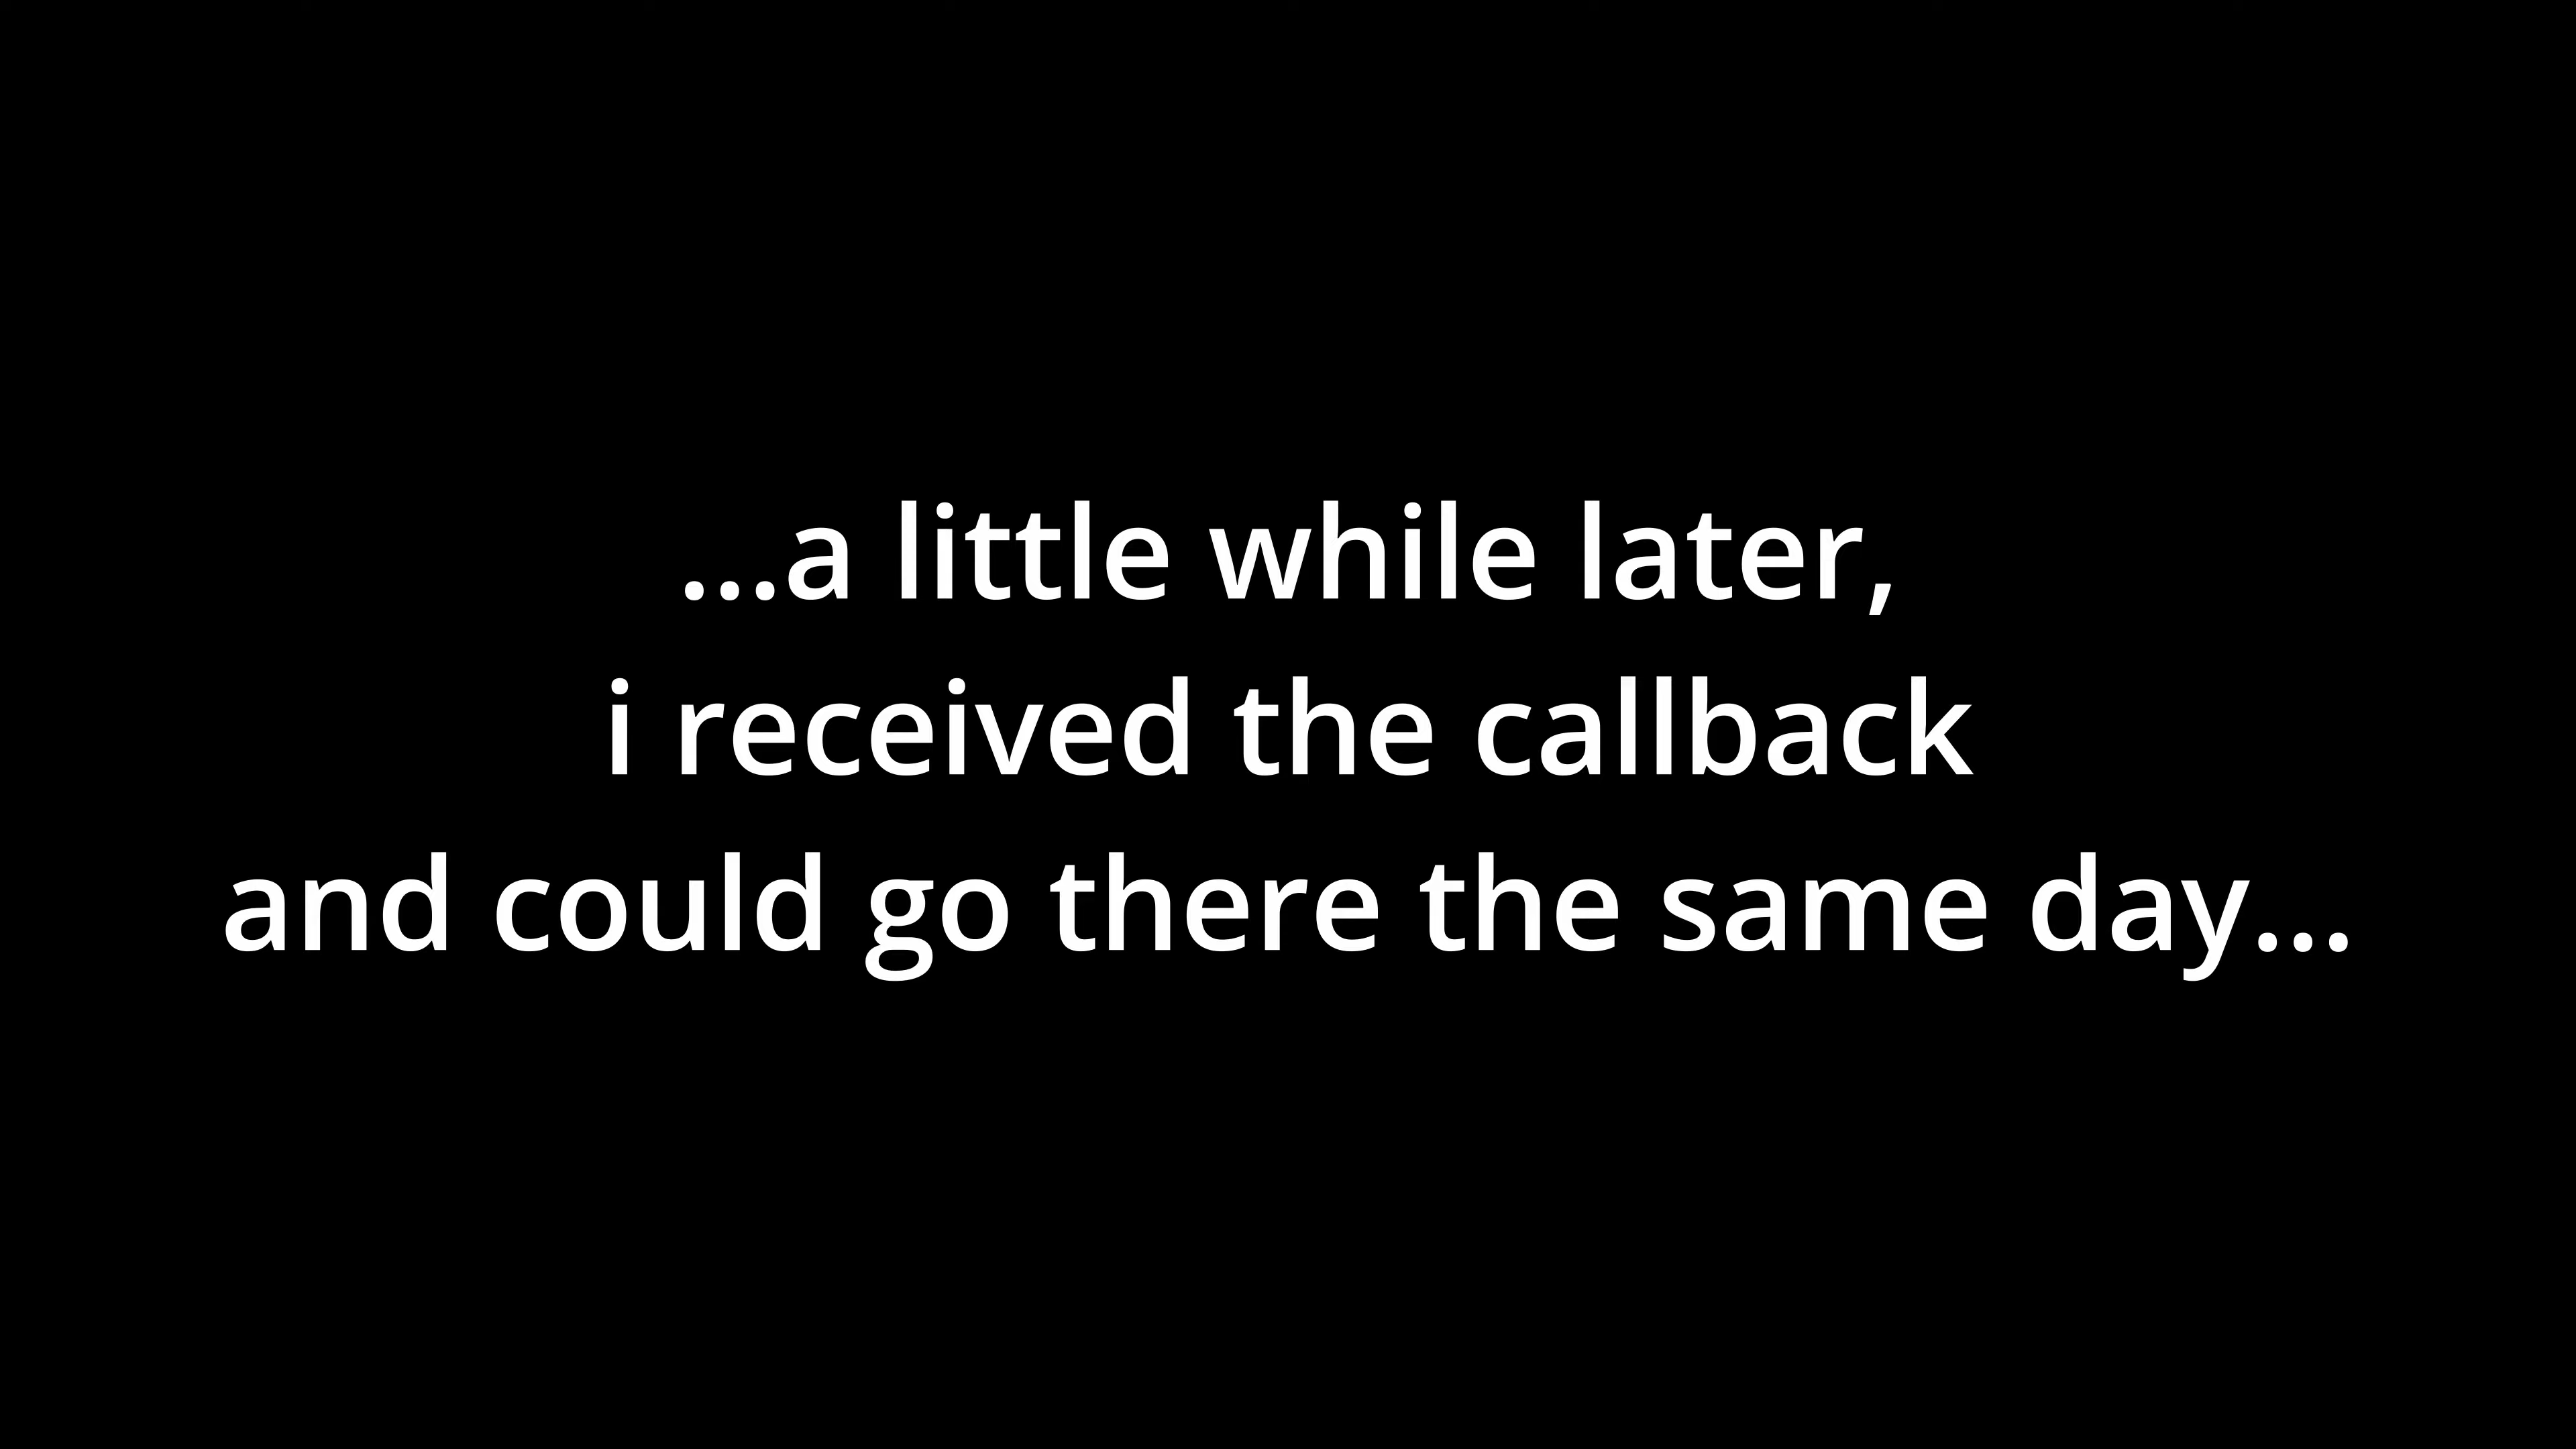 ...a little while later,
i received the callback
and could go there the same day...